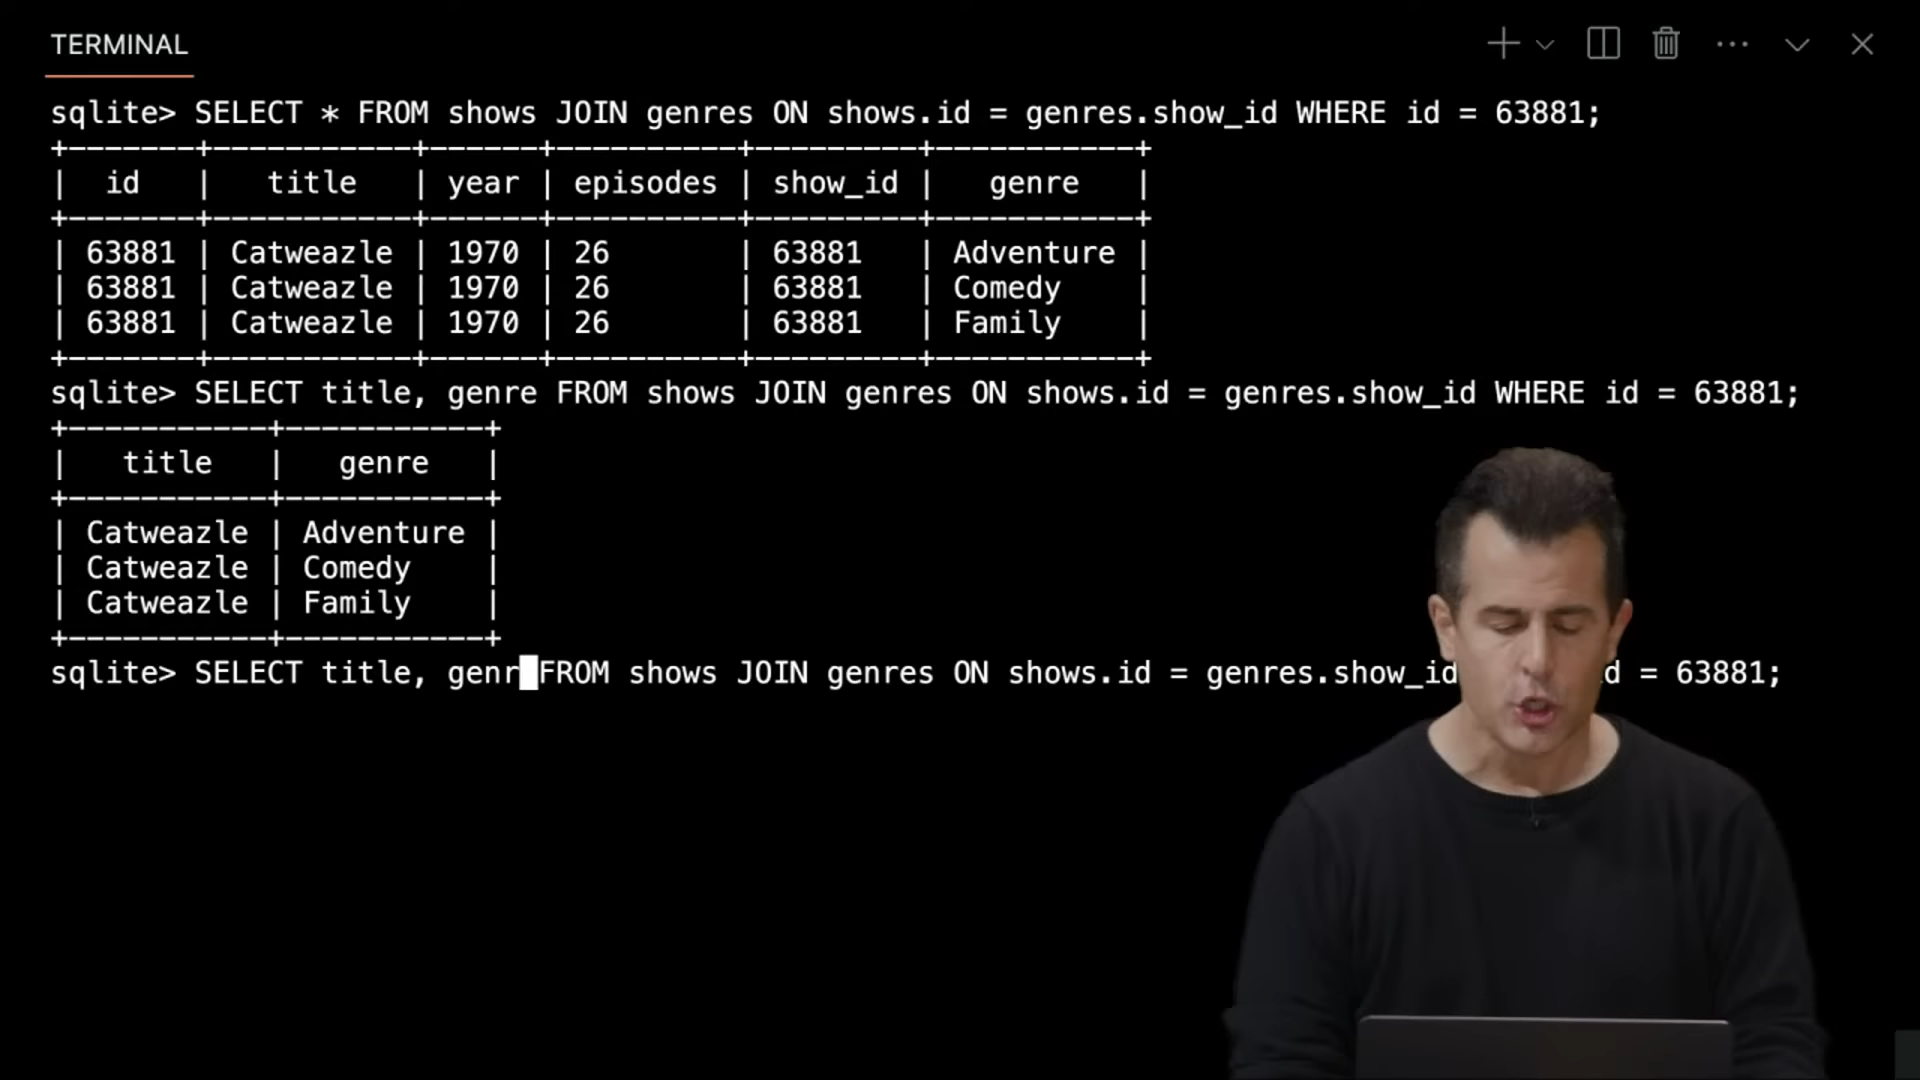 TERMINAL
sqlite> SELECT * FROM shows JOIN genres ON shows.id = genres.show_id WHERE id = 63881;
+-------+-----------+------+----------+---------+-----------+
|  id   |   title   | year | episodes | show_id |   genre   |
+-------+-----------+------+----------+---------+-----------+
| 63881 | Catweazle | 1970 | 26       | 63881   | Adventure |
| 63881 | Catweazle | 1970 | 26       | 63881   | Comedy    |
| 63881 | Catweazle | 1970 | 26       | 63881   | Family    |
+-------+-----------+------+----------+---------+-----------+
sqlite> SELECT title, genre FROM shows JOIN genres ON shows.id = genres.show_id WHERE id = 63881;
+-----------+-----------+
|   title   |   genre   |
+-----------+-----------+
| Catweazle | Adventure |
| Catweazle | Comedy    |
| Catweazle | Family    |
+-----------+-----------+
sqlite> SELECT title, genr FROM shows JOIN genres ON shows.id = genres.show_id = 63881;